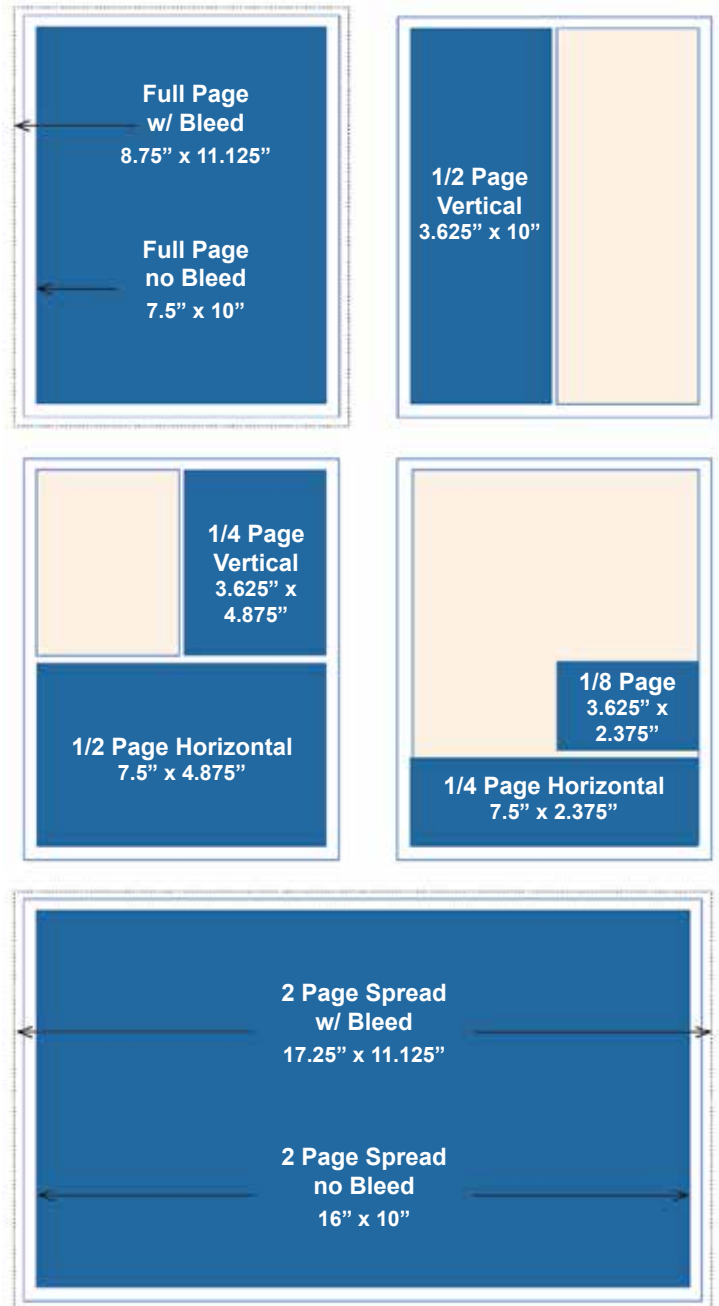 Full Page
w/ Bleed
8.75” x 11.125”
Full Page
no Bleed
7.5” x 10”
1/2 Page
Vertical
3.625” x 10”
1/4 Page
Vertical
3.625” x
4.875”
1/2 Page Horizontal
7.5” x 4.875”
1/8 Page
3.625” x
2.375”
1/4 Page Horizontal
7.5” x 2.375”
2 Page Spread
w/ Bleed
17.25” x 11.125”
2 Page Spread
no Bleed
16” x 10”